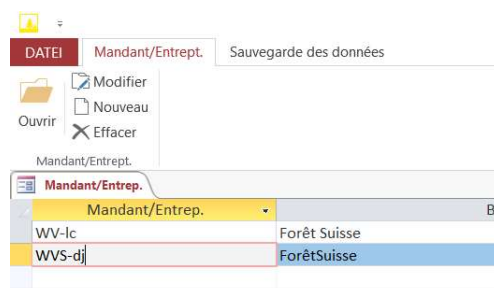 DATEI Mandant/Entrept. Sauvegarde des données
Ouvrir
Modifier
Nouveau
Effacer
Mandant/Entrept.
Mandant/Entrep.
Mandant/Entrep. B
WV-lc Forêt Suisse
WVS-dj ForêtSuisse